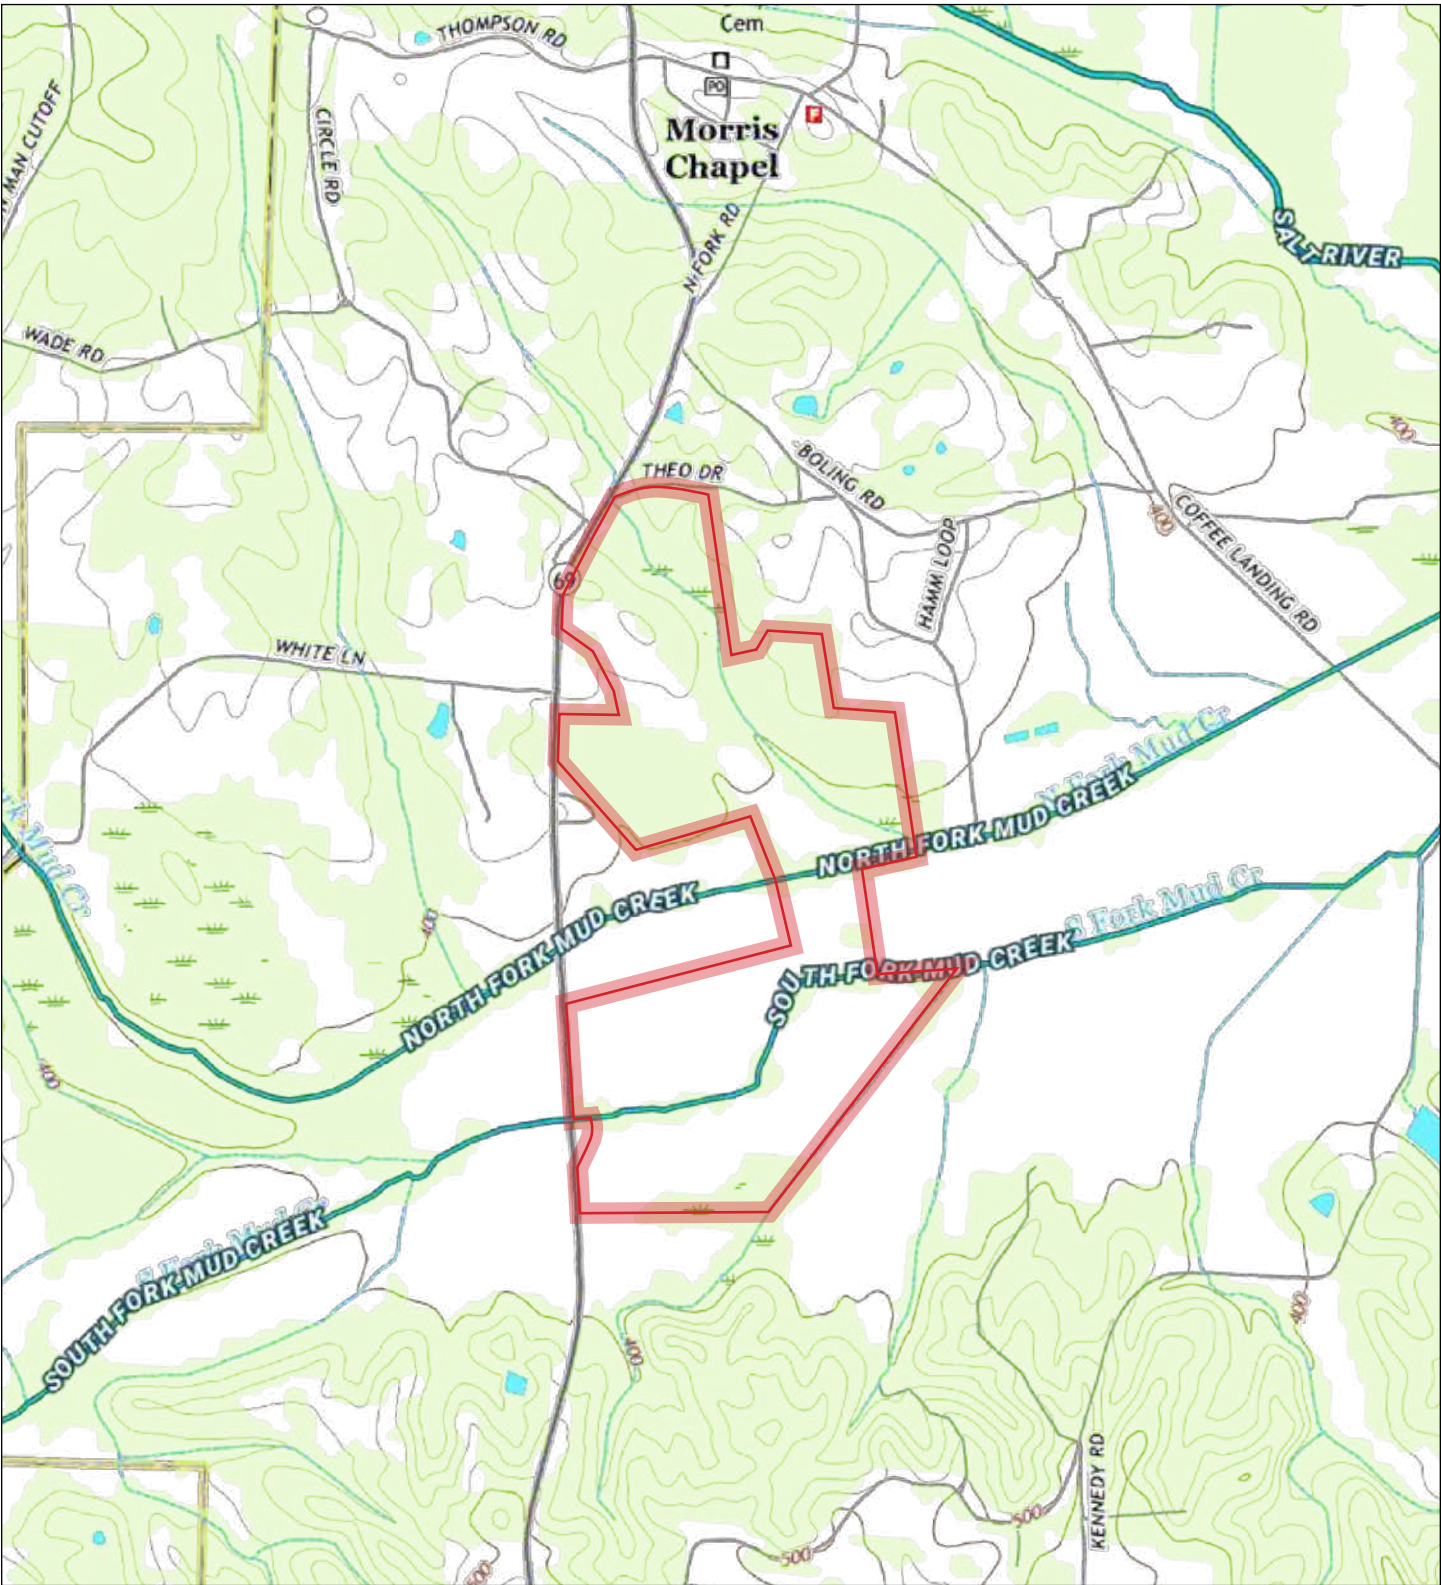 Cem
THOMPSON RD
PO
F
MAN CUTOFF
CIRCLE RD
Morris
Chapel
N FORK RD
SALT RIVER
WADE RD
THEO DR
BOLING RD
400
400
COFFEE LANDING RD
HAMM LOOP
69
WHITE LN
N Fork Mud Cr
NORTH FORK MUD CREEK
Mud Cr
NORTH FORK MUD CREEK
400
S Fork Mud Cr
SOUTH FORK MUD CREEK
400
S Fork Mud Cr
SOUTH FORK MUD CREEK
400
400
KENNEDY RD
500
500
500